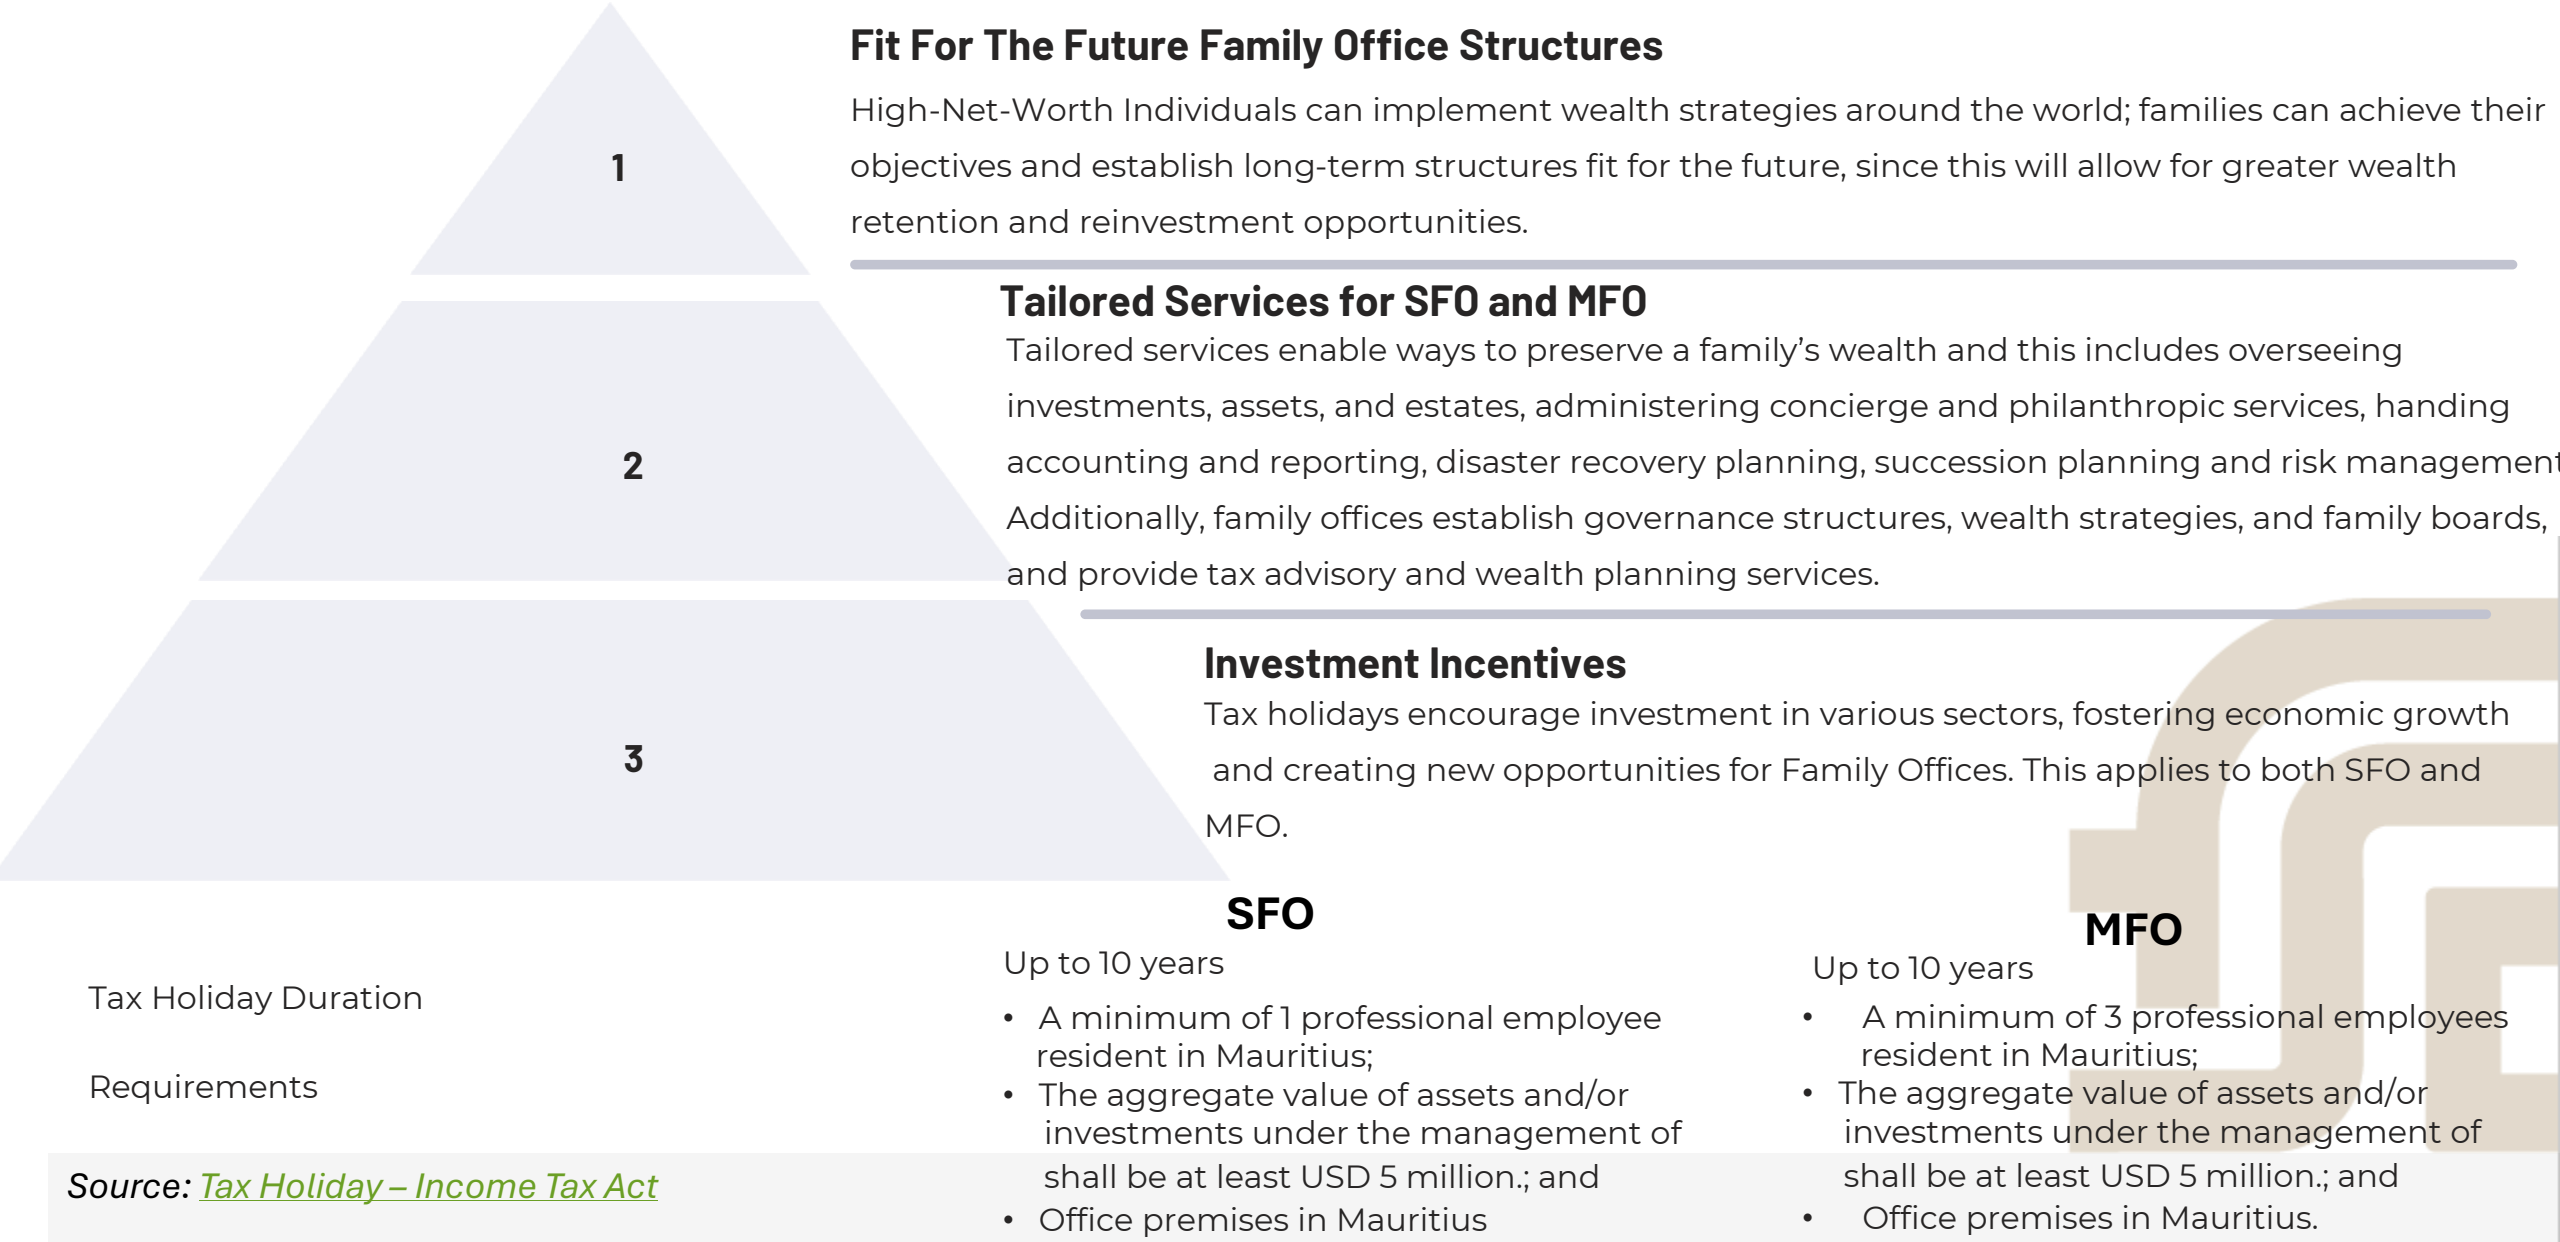 Fit For The Future Family Office Structures
High-Net-Worth Individuals can implement wealth strategies around the world; families can achieve their
objectives and establish long-term structures fit for the future, since this will allow for greater wealth
retention and reinvestment opportunities.
1
Tailored Services for SFO and MFO
Tailored services enable ways to preserve a family’s wealth and this includes overseeing
investments, assets, and estates, administering concierge and philanthropic services, handing
accounting and reporting, disaster recovery planning, succession planning and risk management
Additionally, family offices establish governance structures, wealth strategies, and family boards,
and provide tax advisory and wealth planning services.
2
Investment Incentives
Tax holidays encourage investment in various sectors, fostering economic growth
and creating new opportunities for Family Offices. This applies to both SFO and
MFO.
3
SFO
MFO
Tax Holiday Duration
Up to 10 years
Up to 10 years
Requirements
• A minimum of 1 professional employee
resident in Mauritius;
• The aggregate value of assets and/or
investments under the management of
shall be at least USD 5 million.; and
• Office premises in Mauritius
• A minimum of 3 professional employees
resident in Mauritius;
• The aggregate value of assets and/or
investments under the management of
shall be at least USD 5 million.; and
• Office premises in Mauritius.
Source: Tax Holiday – Income Tax Act